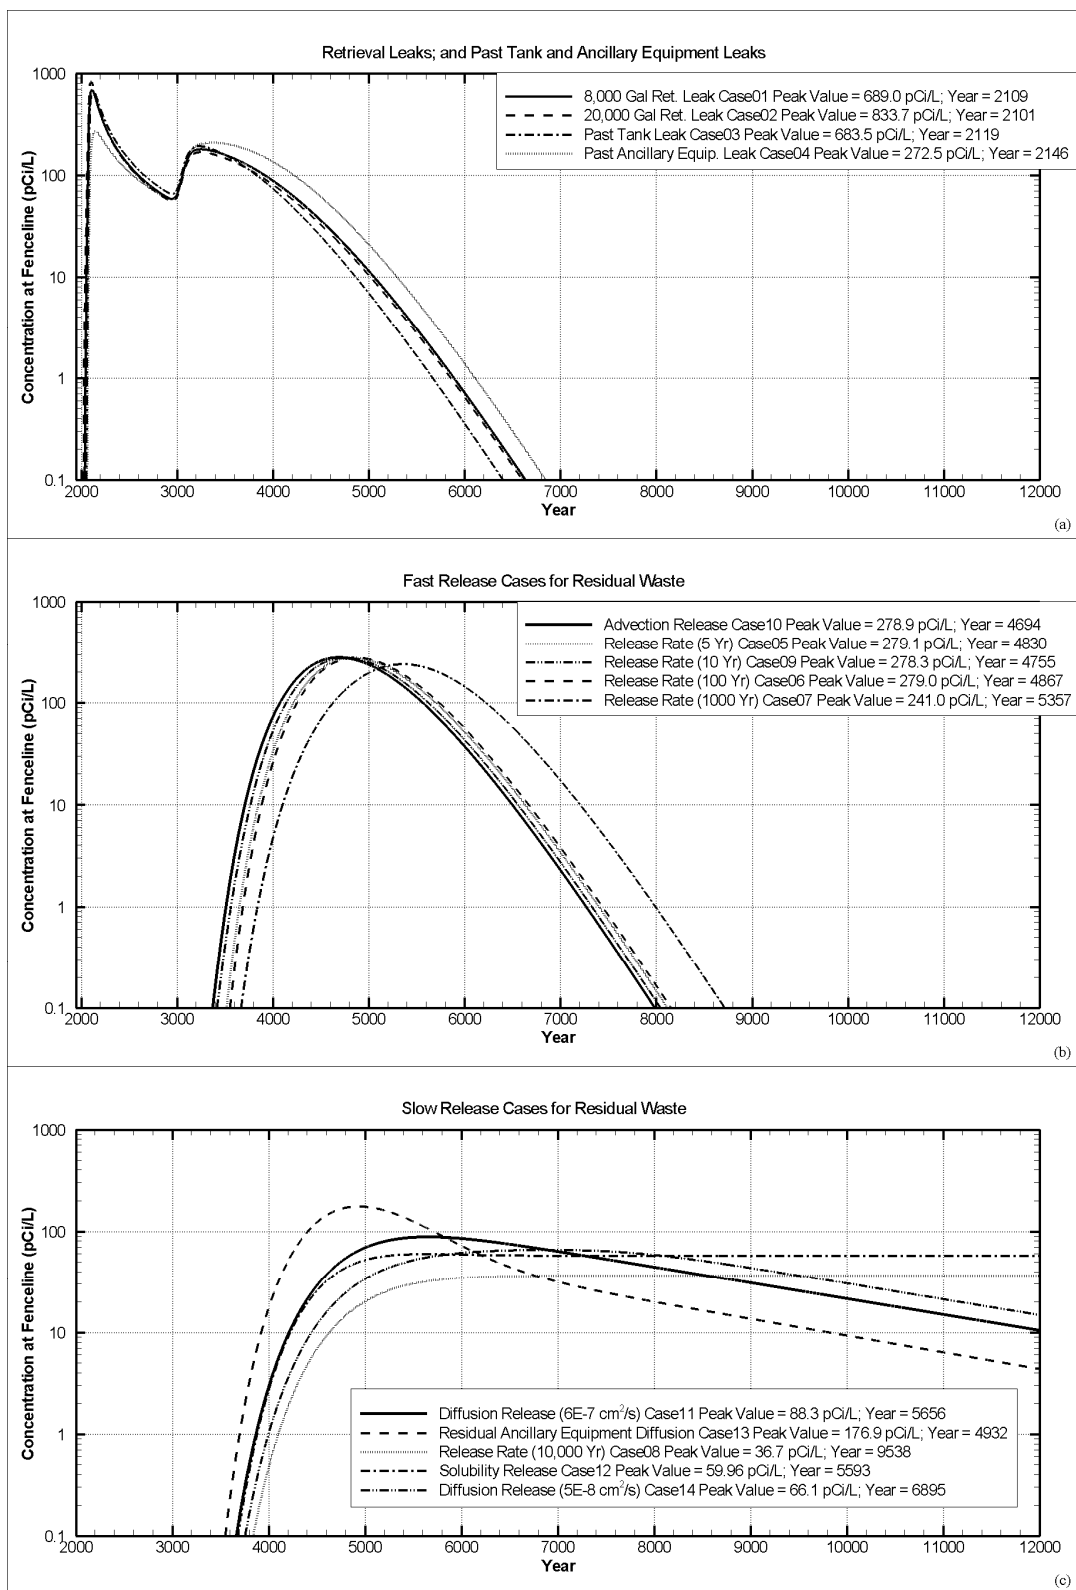 Retrieval Leaks; and Past Tank and Ancillary Equipment Leaks
Concentration at Fenceline (pCi/L)
1000
100
10
1
0.1
8,000 Gal Ret. Leak Case01 Peak Value = 689.0 pCi/L; Year = 2109
20,000 Gal Ret. Leak Case02 Peak Value = 833.7 pCi/L; Year = 2101
Past Tank Leak Case03 Peak Value = 683.5 pCi/L; Year = 2119
Past Ancillary Equip. Leak Case04 Peak Value = 272.5 pCi/L; Year = 2146
2000 3000 4000 5000 6000 7000 8000 9000 10000 11000 12000
Year
(a)
Fast Release Cases for Residual Waste
Concentration at Fenceline (pCi/L)
1000
100
10
1
0.1
Advection Release Case10 Peak Value = 278.9 pCi/L; Year = 4694
Release Rate (5 Yr) Case05 Peak Value = 279.1 pCi/L; Year = 4830
Release Rate (10 Yr) Case09 Peak Value = 278.3 pCi/L; Year = 4755
Release Rate (100 Yr) Case06 Peak Value = 279.0 pCi/L; Year = 4867
Release Rate (1000 Yr) Case07 Peak Value = 241.0 pCi/L; Year = 5357
2000 3000 4000 5000 6000 7000 8000 9000 10000 11000 12000
Year
(b)
Slow Release Cases for Residual Waste
Concentration at Fenceline (pCi/L)
1000
100
10
1
0.1
Diffusion Release (6E-7 cm²/s) Case11 Peak Value = 88.3 pCi/L; Year = 5656
Residual Ancillary Equipment Diffusion Case13 Peak Value = 176.9 pCi/L; Year = 4932
Release Rate (10,000 Yr) Case08 Peak Value = 36.7 pCi/L; Year = 9538
Solubility Release Case12 Peak Value = 59.96 pCi/L; Year = 5593
Diffusion Release (5E-8 cm²/s) Case14 Peak Value = 66.1 pCi/L; Year = 6895
2000 3000 4000 5000 6000 7000 8000 9000 10000 11000 12000
Year
(c)